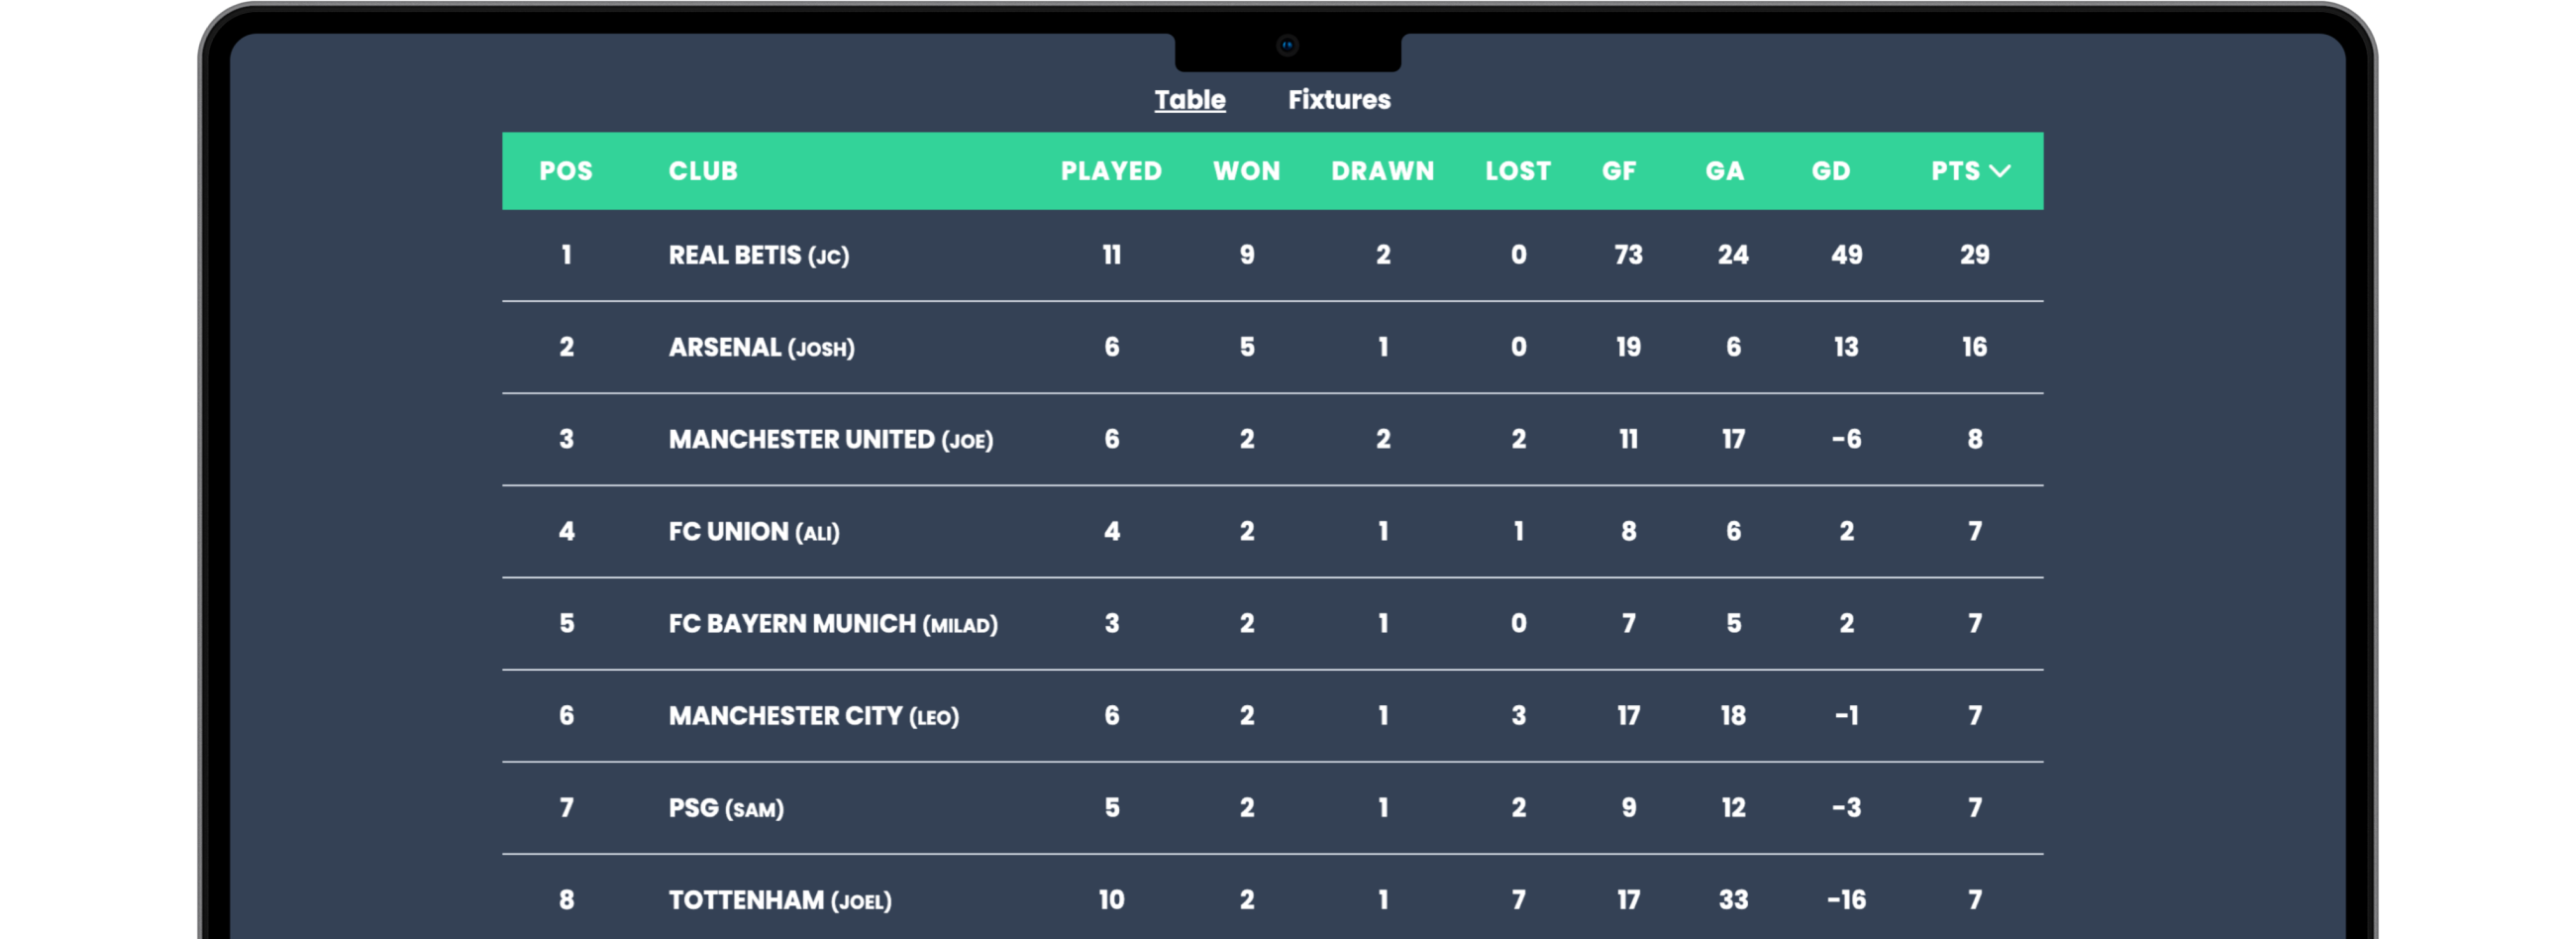 Table Fixtures
POS CLUB PLAYED WON DRAWN LOST GF GA GD PTS
1 REAL BETIS (JC) 11 9 2 0 73 24 49 29
2 ARSENAL (JOSH) 6 5 1 0 19 6 13 16
3 MANCHESTER UNITED (JOE) 6 2 2 2 11 17 -6 8
4 FC UNION (ALI) 4 2 1 1 8 6 2 7
5 FC BAYERN MUNICH (MILAD) 3 2 1 0 7 5 2 7
6 MANCHESTER CITY (LEO) 6 2 1 3 17 18 -1 7
7 PSG (SAM) 5 2 1 2 9 12 -3 7
8 TOTTENHAM (JOEL) 10 2 1 7 17 33 -16 7